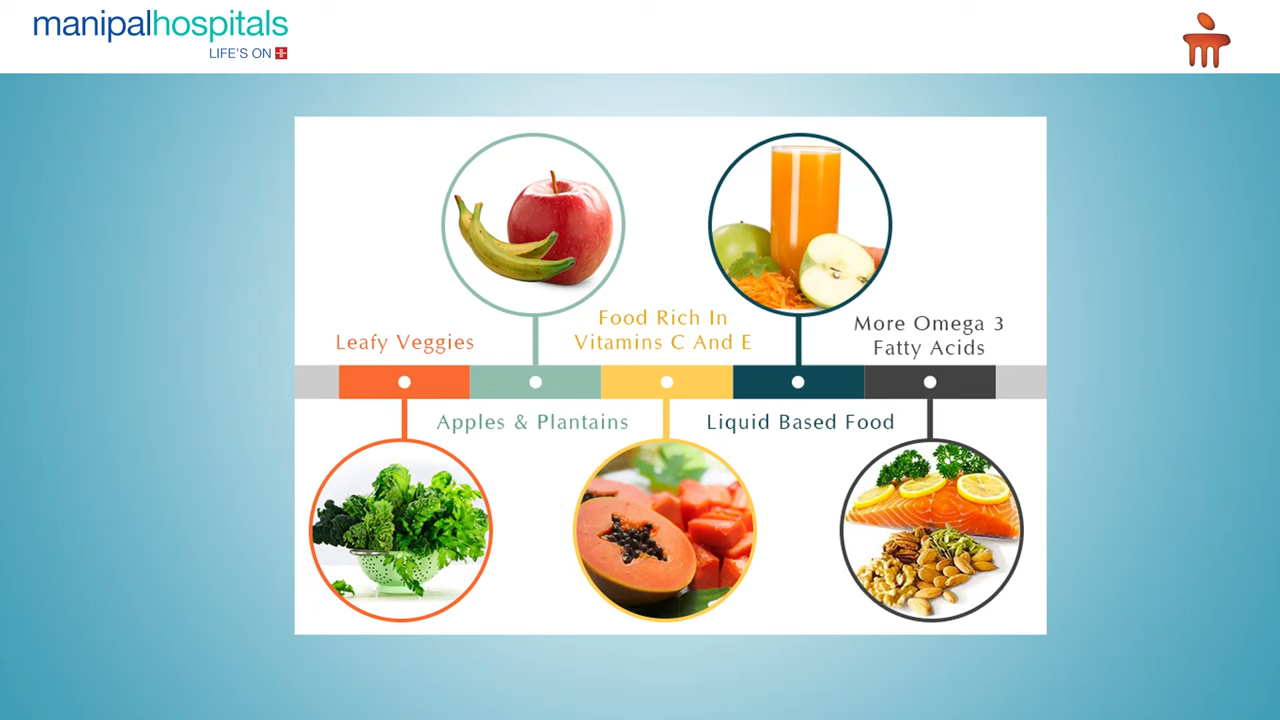 manipalhospitals
LIFE'S ON
Leafy Veggies
Apples & Plantains
Food Rich In
Vitamins C And E
Liquid Based Food
More Omega 3
Fatty Acids